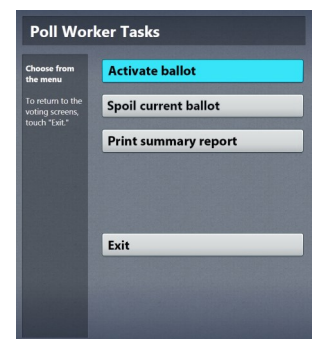 Poll Worker Tasks
Choose from
the menu
To return to the
voting screens,
touch "Exit."
Activate ballot
Spoil current ballot
Print summary report
Exit